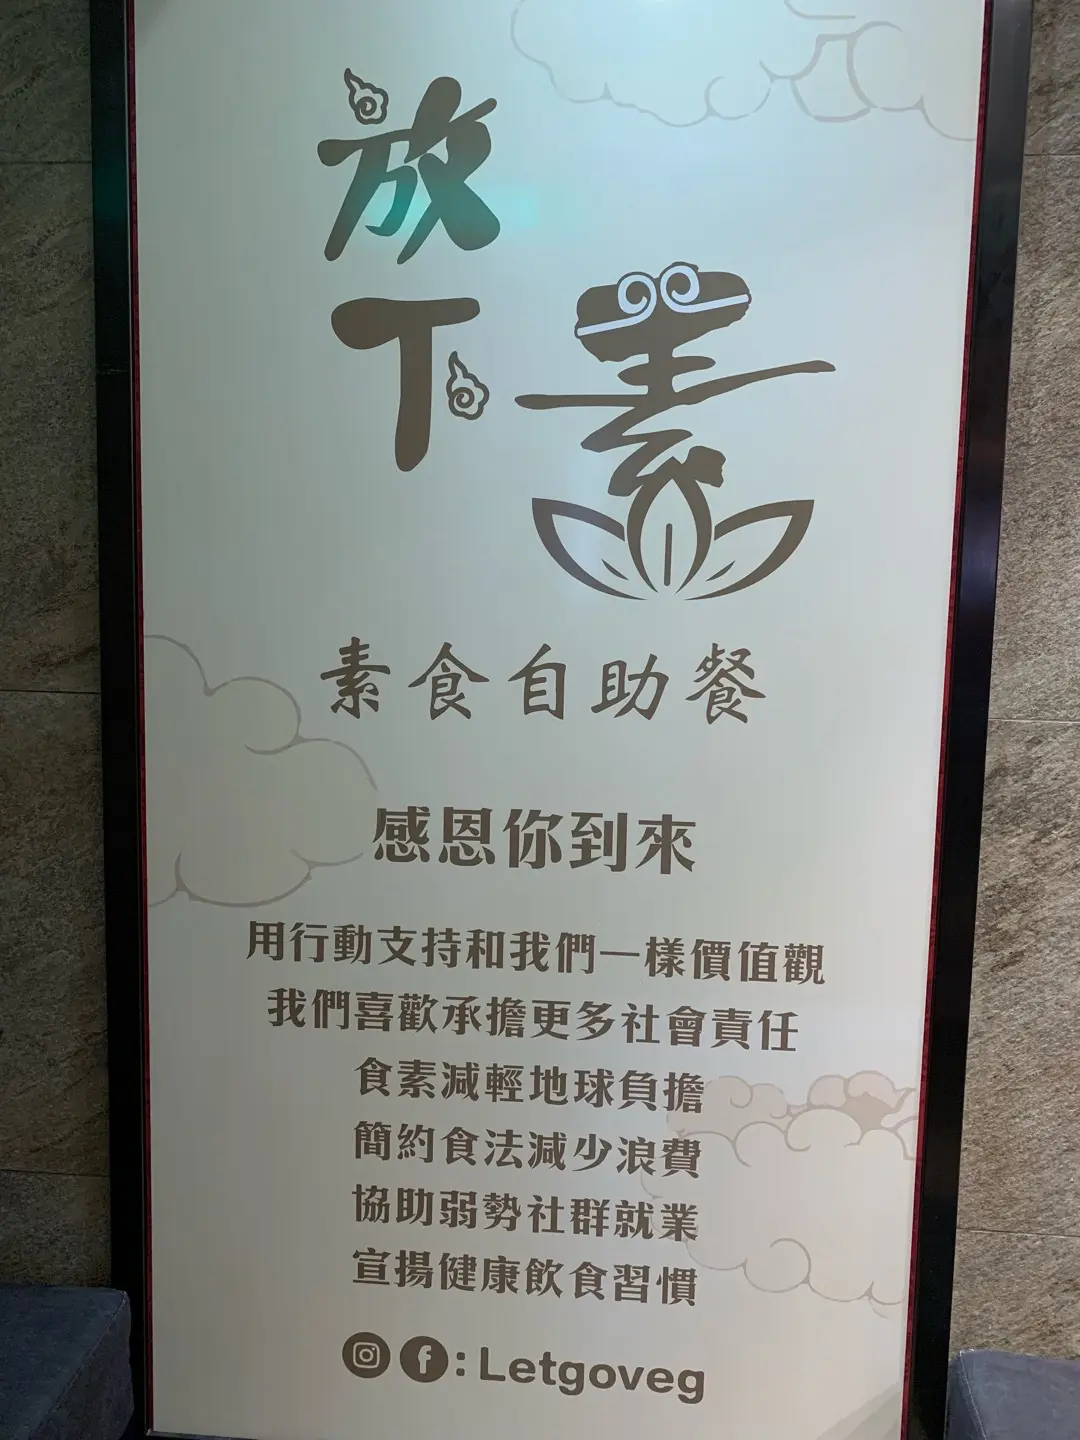 放下
素
素食自助餐
感恩你到來
用行動支持和我們一樣價值觀
我們喜歡承擔更多社會責任
食素減輕地球負擔
簡約食法減少浪費
協助弱勢社群就業
宣揚健康飲食習慣
: Letgoveg